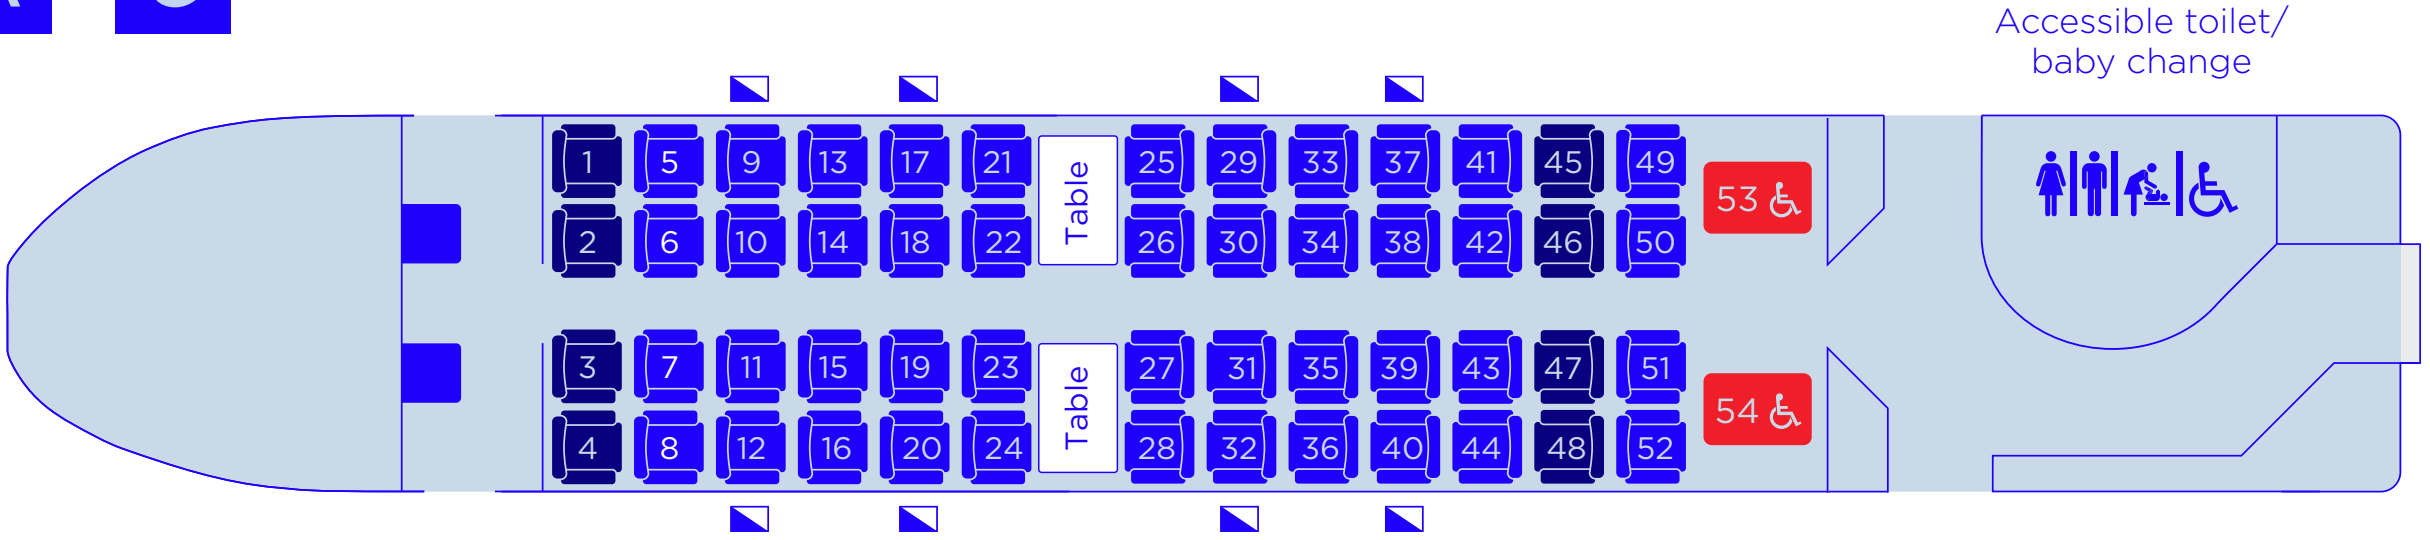 Accessible toilet/
baby change
1 5 9 13 17 21 25 29 33 37 41 45 49
53
2 6 10 14 18 22 Table 26 30 34 38 42 46 50
3 7 11 15 19 23 27 31 35 39 43 47 51
54
4 8 12 16 20 24 Table 28 32 36 40 44 48 52